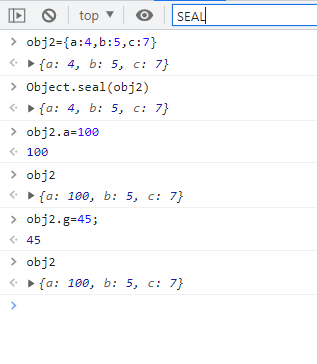 top ▼ SEAL
> obj2={a:4,b:5,c:7}
<· ▶ {a: 4, b: 5, c: 7}
> Object.seal(obj2)
<· ▶ {a: 4, b: 5, c: 7}
> obj2.a=100
<· 100
> obj2
<· ▶ {a: 100, b: 5, c: 7}
> obj2.g=45;
<· 45
> obj2
<· ▶ {a: 100, b: 5, c: 7}
>